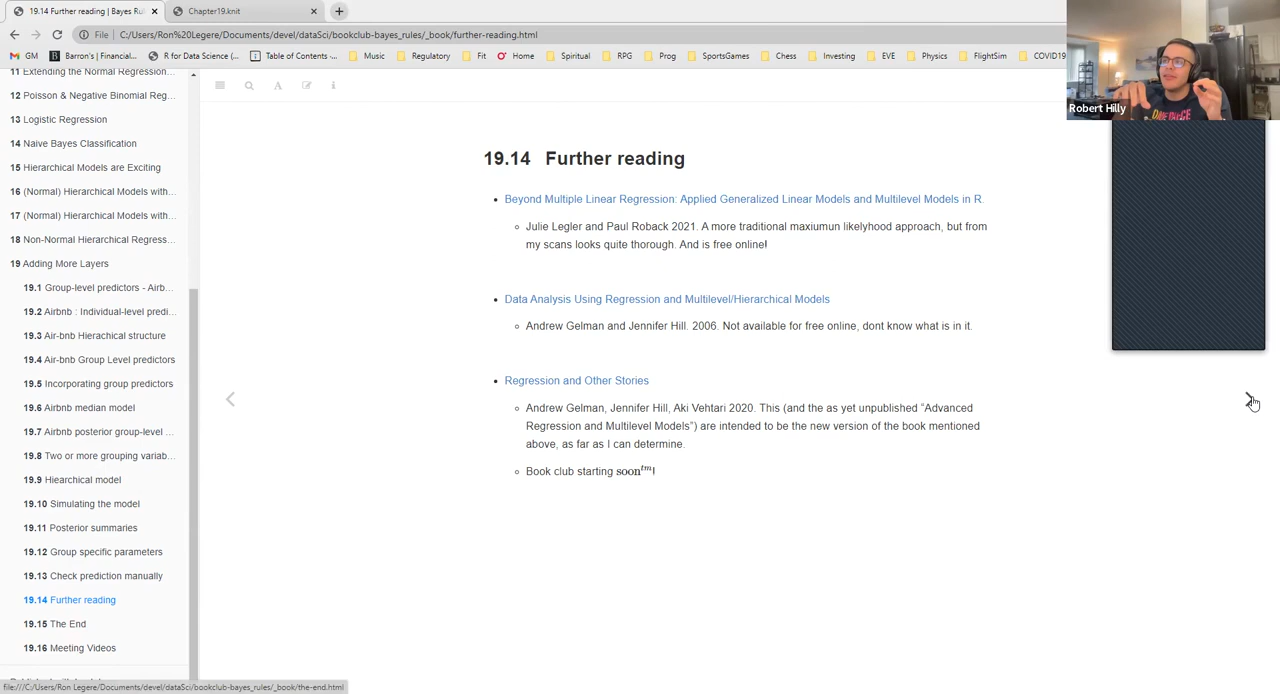 19.14 Further reading | Bayes Ru
Chapter19.knit
File | C:/Users/Ron%20Legere/Documents/devel/dataSci/bookclub-bayes_rules/_book/further-reading.html
GM
Barron's | Financial...
R for Data Science (...
Table of Contents ·...
Music
Regulatory
Fit
Home
Spiritual
RPG
Prog
SportsGames
Chess
Investing
EVE
Physics
FlightSim
COVID19
Robert Hilly
11 Extending the Normal Regression...
12 Poisson & Negative Binomial Reg...
13 Logistic Regression
14 Naive Bayes Classification
15 Hierarchical Models are Exciting
16 (Normal) Hierarchical Models with...
17 (Normal) Hierarchical Models with...
18 Non-Normal Hierarchical Regress...
19 Adding More Layers
19.1 Group-level predictors - Airb...
19.2 Airbnb : Individual-level predi...
19.3 Air-bnb Hierachical structure
19.4 Air-bnb Group Level predictors
19.5 Incorporating group predictors
19.6 Airbnb median model
19.7 Airbnb posterior group-level ...
19.8 Two or more grouping variab...
19.9 Hiearchical model
19.10 Simulating the model
19.11 Posterior summaries
19.12 Group specific parameters
19.13 Check prediction manually
19.14 Further reading
19.15 The End
19.16 Meeting Videos
19.14 Further reading
Beyond Multiple Linear Regression: Applied Generalized Linear Models and Multilevel Models in R.
Julie Legler and Paul Roback 2021. A more traditional maxiumun likelyhood approach, but from
my scans looks quite thorough. And is free online!
Data Analysis Using Regression and Multilevel/Hierarchical Models
Andrew Gelman and Jennifer Hill. 2006. Not available for free online, dont know what is in it.
Regression and Other Stories
Andrew Gelman, Jennifer Hill, Aki Vehtari 2020. This (and the as yet unpublished “Advanced
Regression and Multilevel Models”) are intended to be the new version of the book mentioned
above, as far as I can determine.
Book club starting soon^tm!
file:///C:/Users/Ron Legere/Documents/devel/dataSci/bookclub-bayes_rules/_book/the-end.html